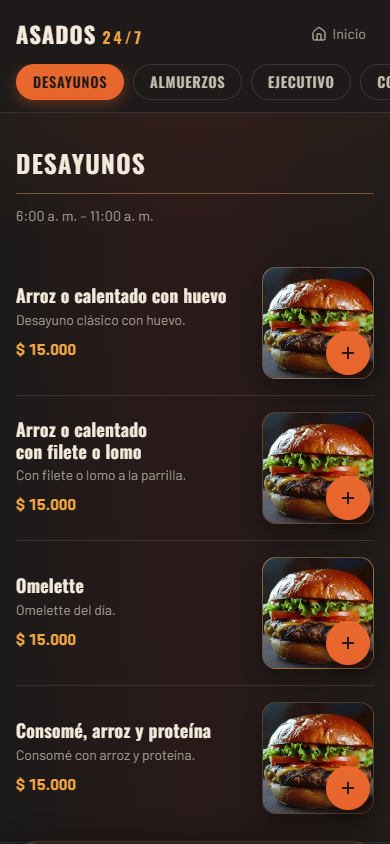 ASADOS 24/7
Inicio
DESAYUNOS
ALMUERZOS
EJECUTIVO
DESAYUNOS
6:00 a. m. – 11:00 a. m.
Arroz o calentado con huevo
Desayuno clásico con huevo.
$ 15.000
Arroz o calentado
con filete o lomo
Con filete o lomo a la parrilla.
$ 15.000
Omelette
Omelette del día.
$ 15.000
Consomé, arroz y proteína
Consomé con arroz y proteína.
$ 15.000